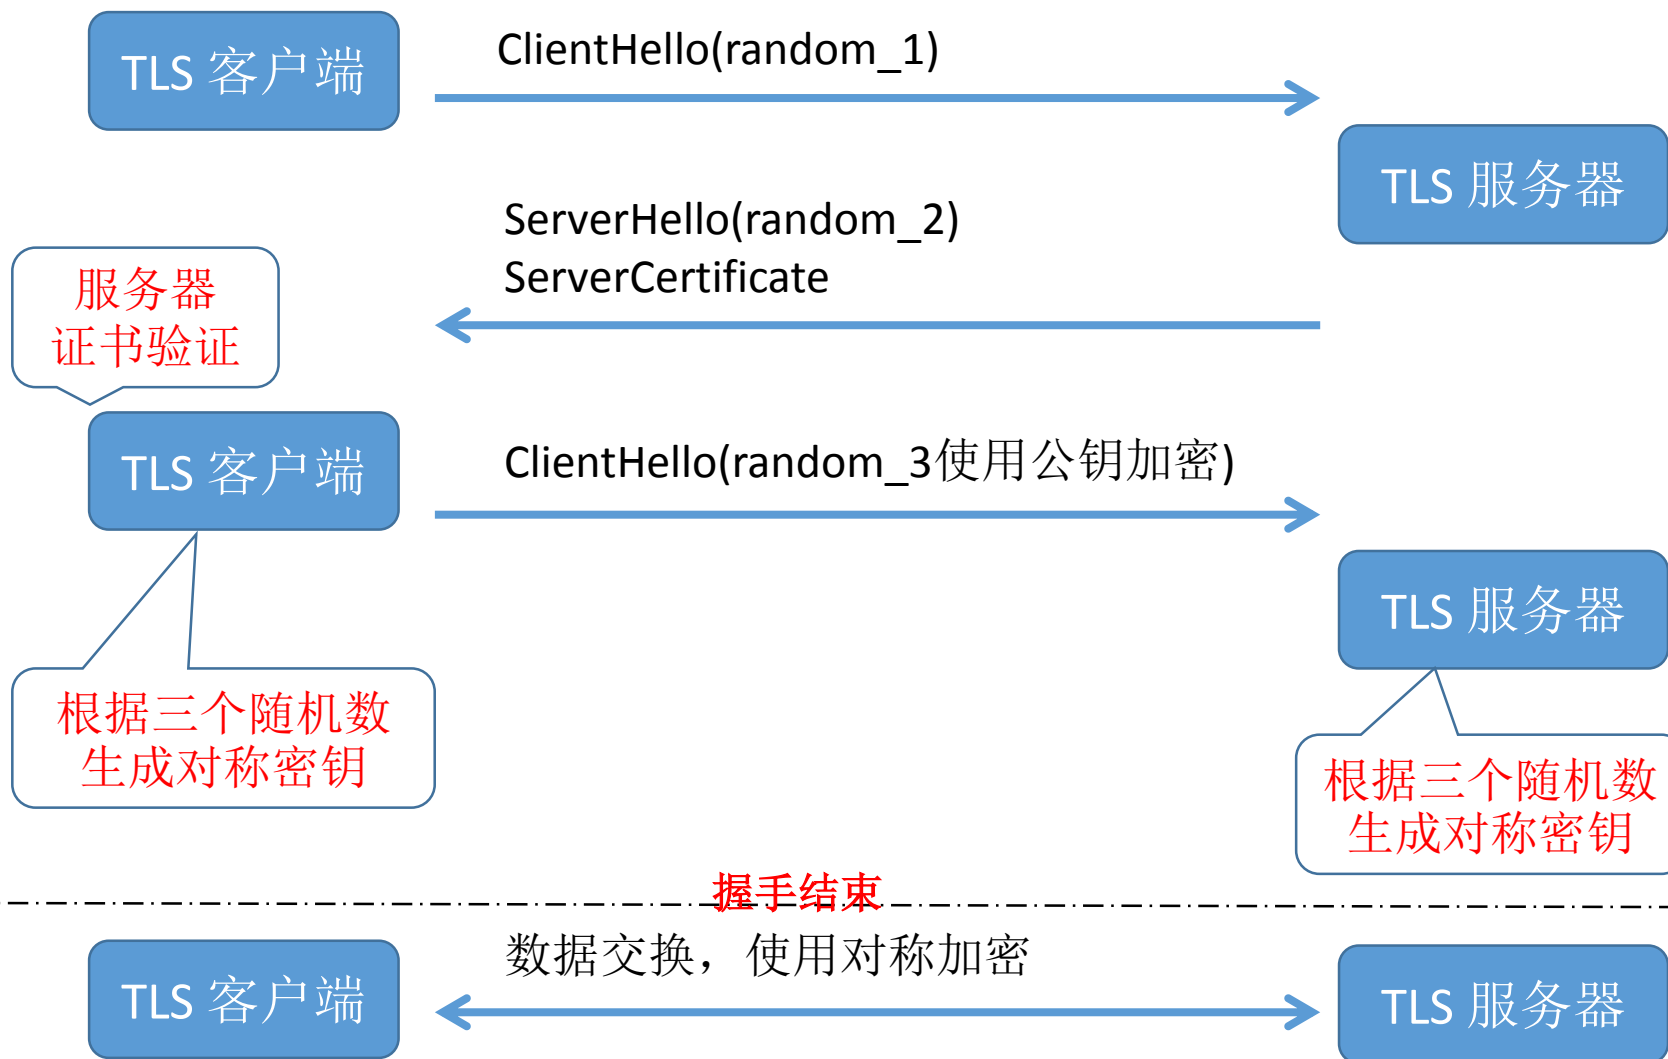 TLS 客户端
ClientHello(random_1)
TLS 服务器
ServerHello(random_2)
ServerCertificate
服务器
证书验证
TLS 客户端
ClientHello(random_3使用公钥加密)
TLS 服务器
根据三个随机数
生成对称密钥
根据三个随机数
生成对称密钥
握手结束
数据交换，使用对称加密
TLS 客户端
TLS 服务器